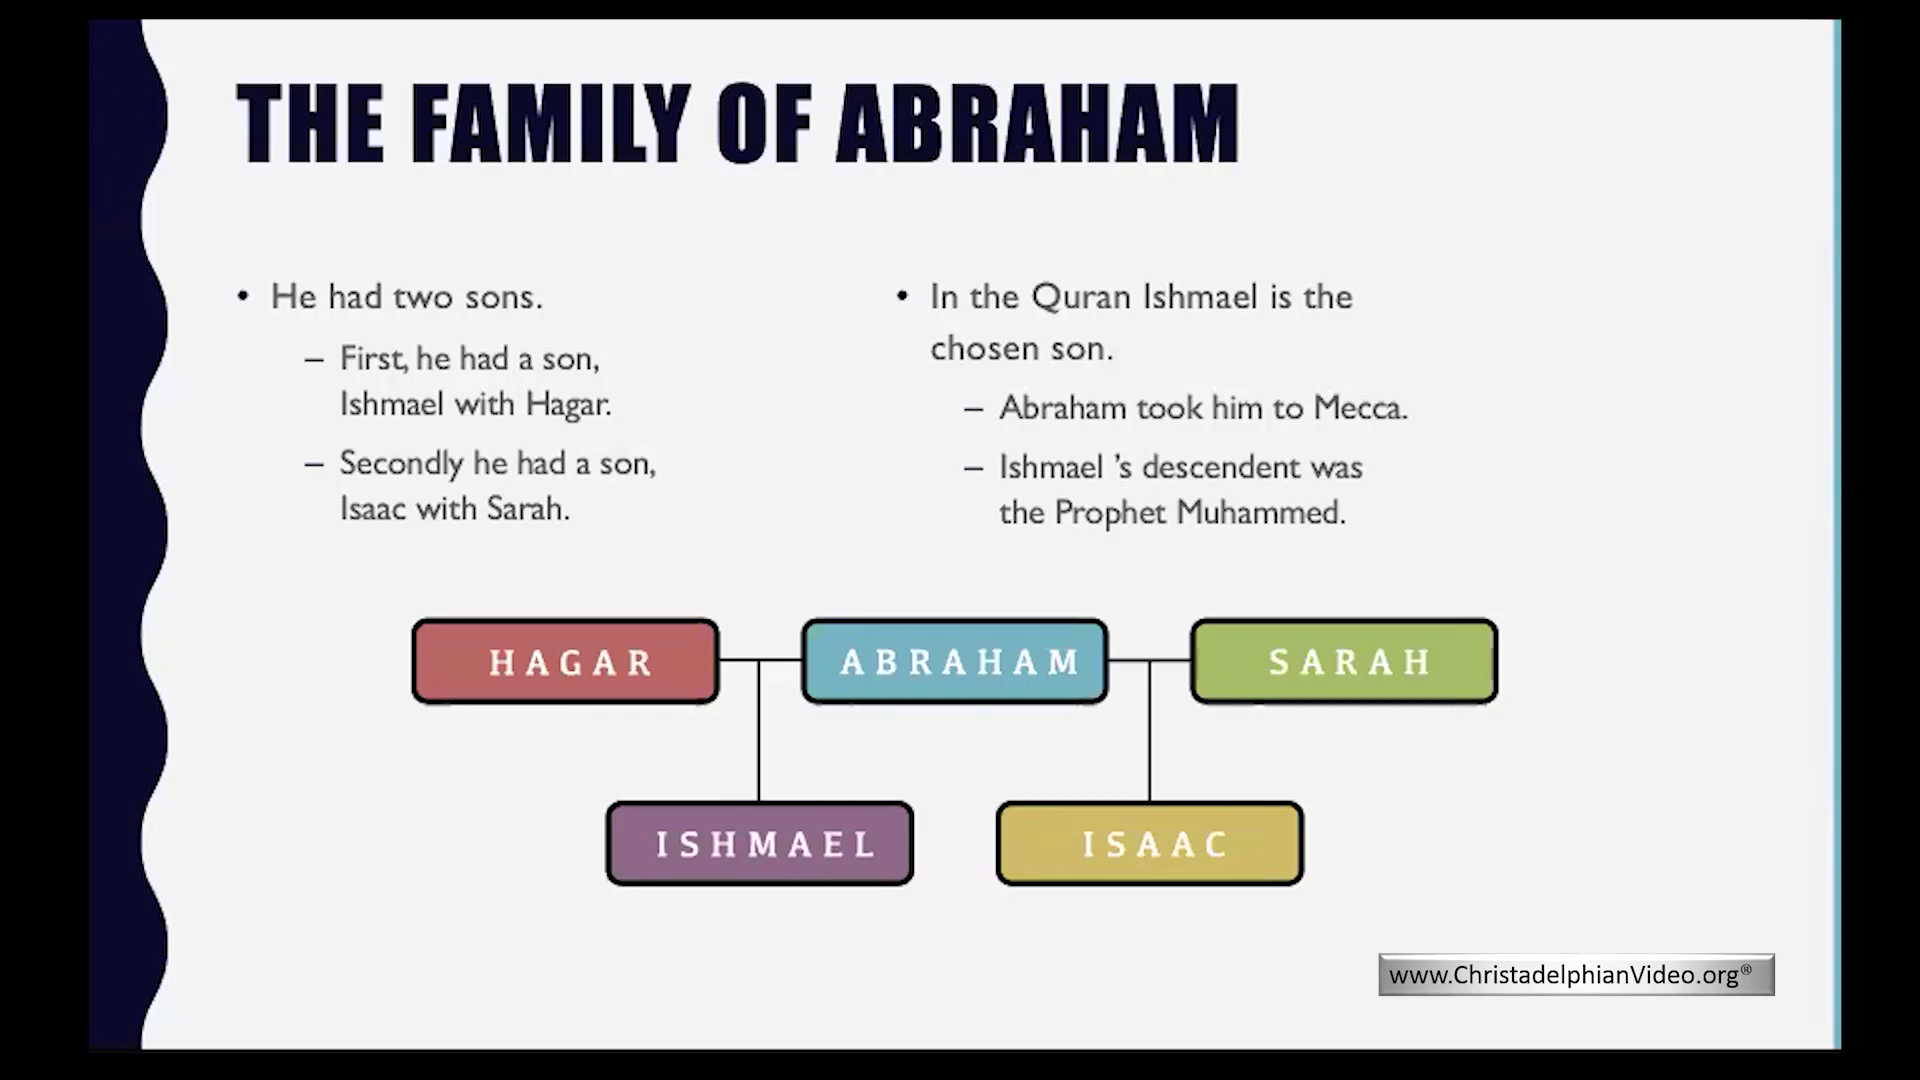 THE FAMILY OF ABRAHAM
• He had two sons.
– First, he had a son,
Ishmael with Hagar.
– Secondly he had a son,
Isaac with Sarah.
• In the Quran Ishmael is the
chosen son.
– Abraham took him to Mecca.
– Ishmael 's descendent was
the Prophet Muhammed.
HAGAR
ABRAHAM
SARAH
ISHMAEL
ISAAC
www.ChristadelphianVideo.org®